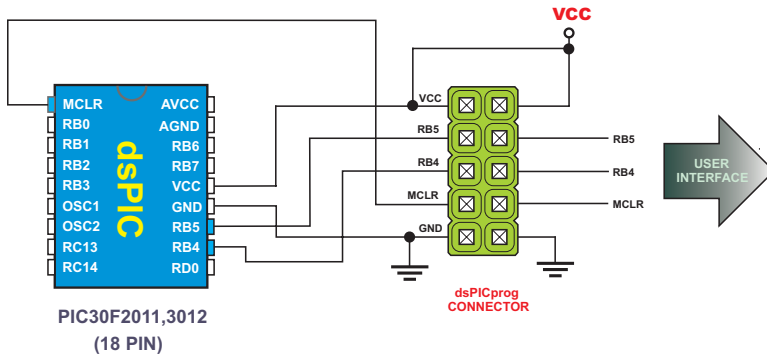 VCC
MCLR
RB0
RB1
RB2
RB3
OSC1
OSC2
RC13
RC14
dsPIC
AVCC
AGND
RB6
RB7
VCC
GND
RB5
RB4
RD0
VCC
RB5
RB4
MCLR
GND
RB5
RB4
MCLR
USER
INTERFACE
dsPICprog
CONNECTOR
PIC30F2011,3012
(18 PIN)